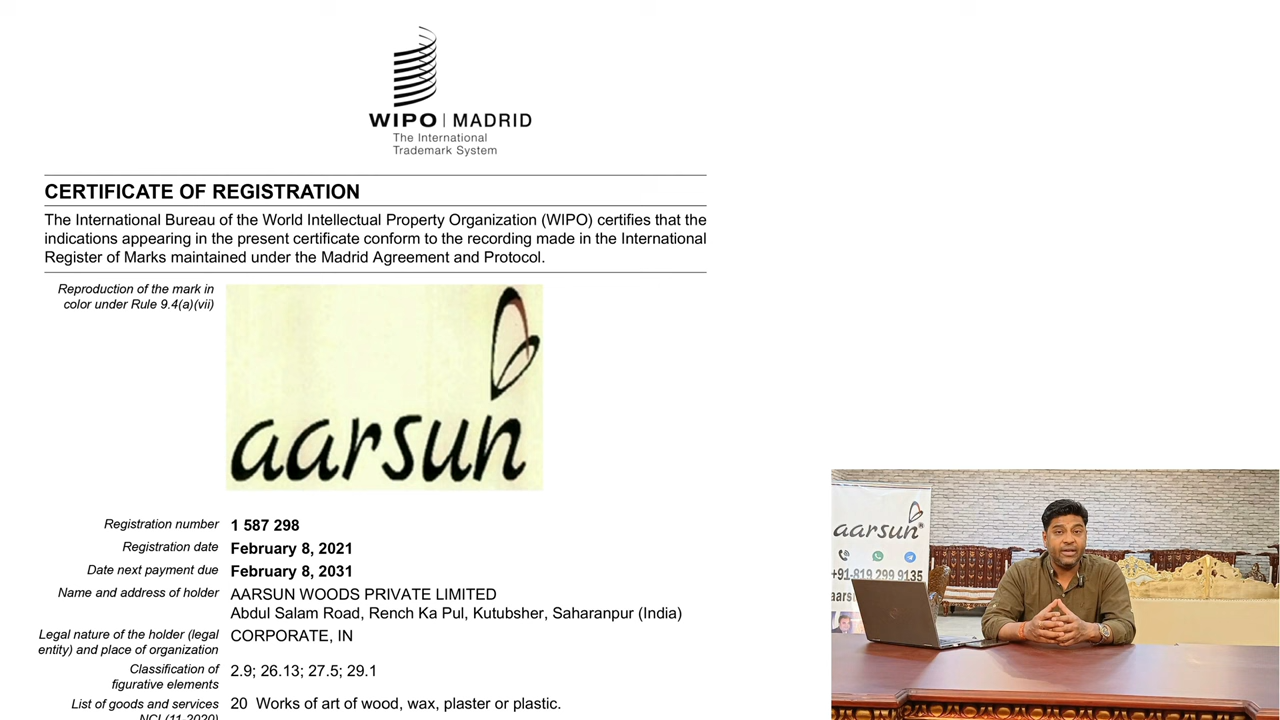 WIPO | MADRID
The International
Trademark System
CERTIFICATE OF REGISTRATION
The International Bureau of the World Intellectual Property Organization (WIPO) certifies that the
indications appearing in the present certificate conform to the recording made in the International
Register of Marks maintained under the Madrid Agreement and Protocol.
Reproduction of the mark in
color under Rule 9.4(a)(vii)
aarsun
Registration number 1 587 298
Registration date February 8, 2021
Date next payment due February 8, 2031
Name and address of holder AARSUN WOODS PRIVATE LIMITED
Abdul Salam Road, Rench Ka Pul, Kutubsher, Saharanpur (India)
Legal nature of the holder (legal
entity) and place of organization CORPORATE, IN
Classification of
figurative elements 2.9; 26.13; 27.5; 29.1
List of goods and services
NCL(11-2020) 20 Works of art of wood, wax, plaster or plastic.
aarsun®
+91-819 299 9135